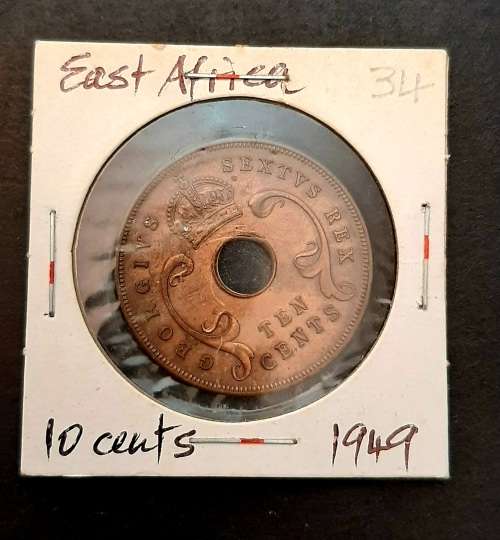 East Africa
34
GEORGIVS SEXTVS REX
TEN
CENTS
10 cents
1949